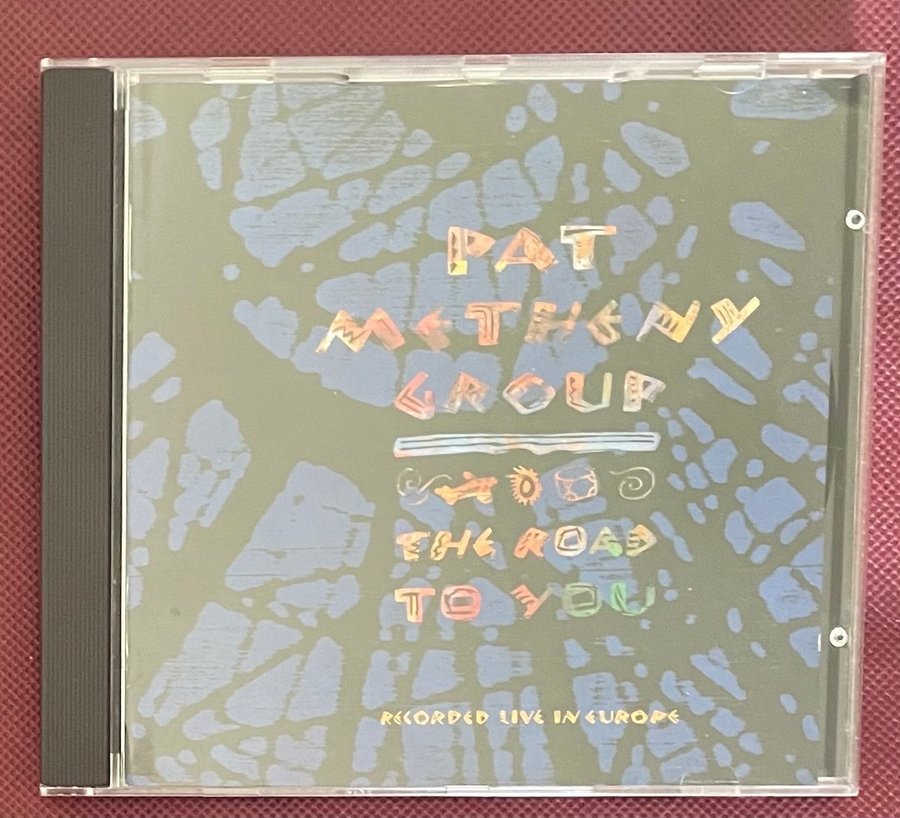 PAT
METHENY
GROUP
THE ROAD
TO YOU
RECORDED LIVE IN EUROPE